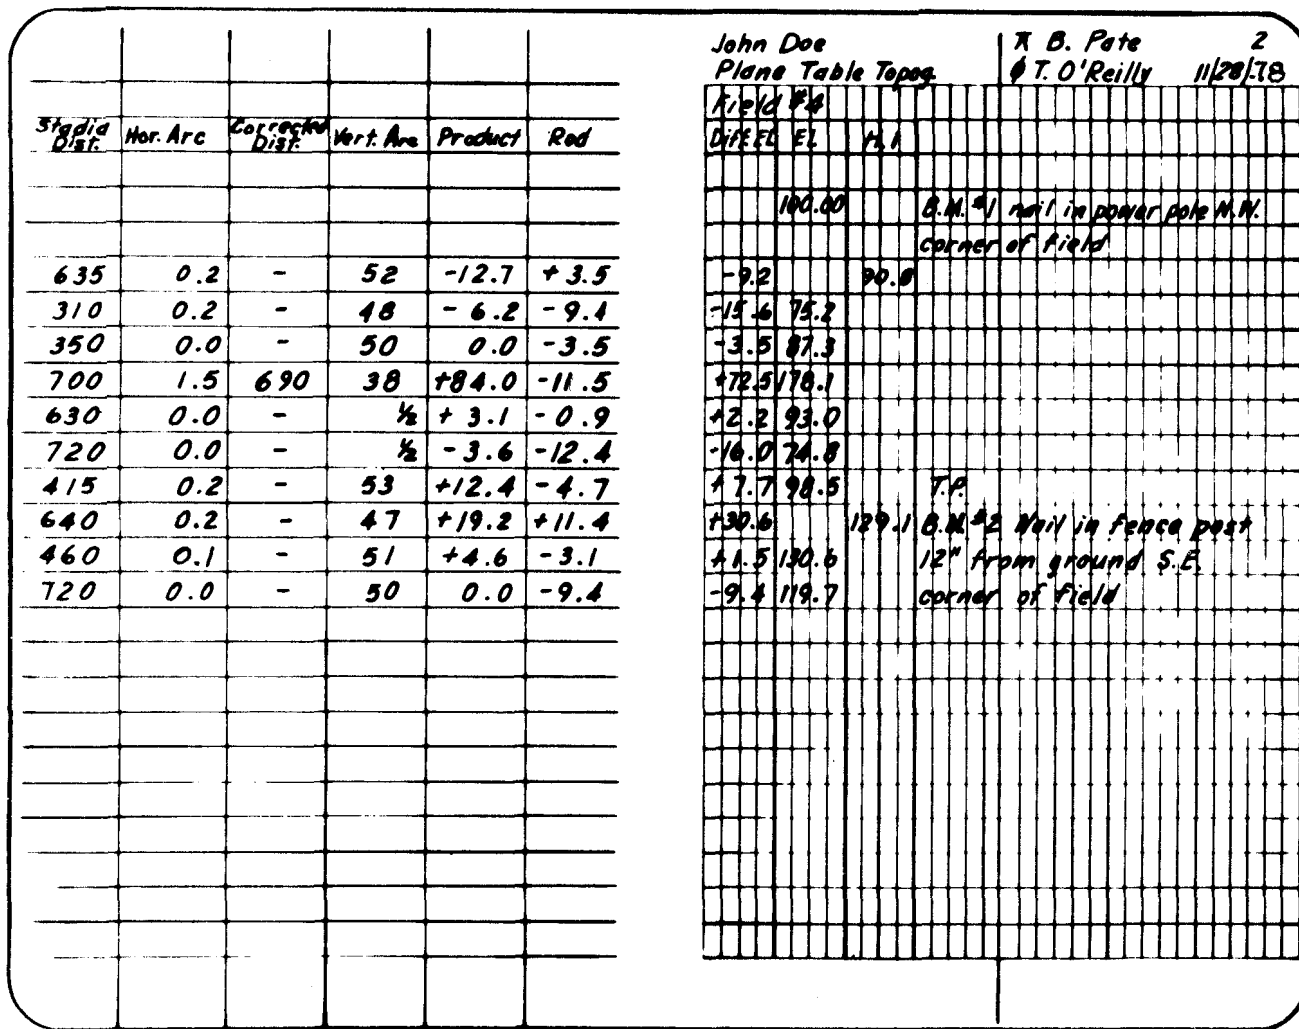 John Doe ⊼ B. Pate 2
Plane Table Topog. ϕ T. O'Reilly 11/28/78
Field #4
Stadia Dist. Hor. Arc Corrected Dist. Vert. Arc Product Rod Diff. El El. H.I
100.00 B.M. #1 nail in power pole N.W.
corner of field
635 0.2 - 52 -12.7 +3.5 -9.2 90.8
310 0.2 - 48 -6.2 -9.4 -15.6 75.2
350 0.0 - 50 0.0 -3.5 -3.5 87.3
700 1.5 690 38 +84.0 -11.5 +72.5 178.1
630 0.0 - ½ +3.1 -0.9 +2.2 93.0
720 0.0 - ½ -3.6 -12.4 -16.0 74.8
415 0.2 - 53 +12.4 -4.7 +7.7 98.5 T.P.
640 0.2 - 47 +19.2 +11.4 +30.6 129.1 B.M. #2 Nail in fence post
460 0.1 - 51 +4.6 -3.1 +1.5 130.6 12" from ground S.E.
720 0.0 - 50 0.0 -9.4 -9.4 119.7 corner of field